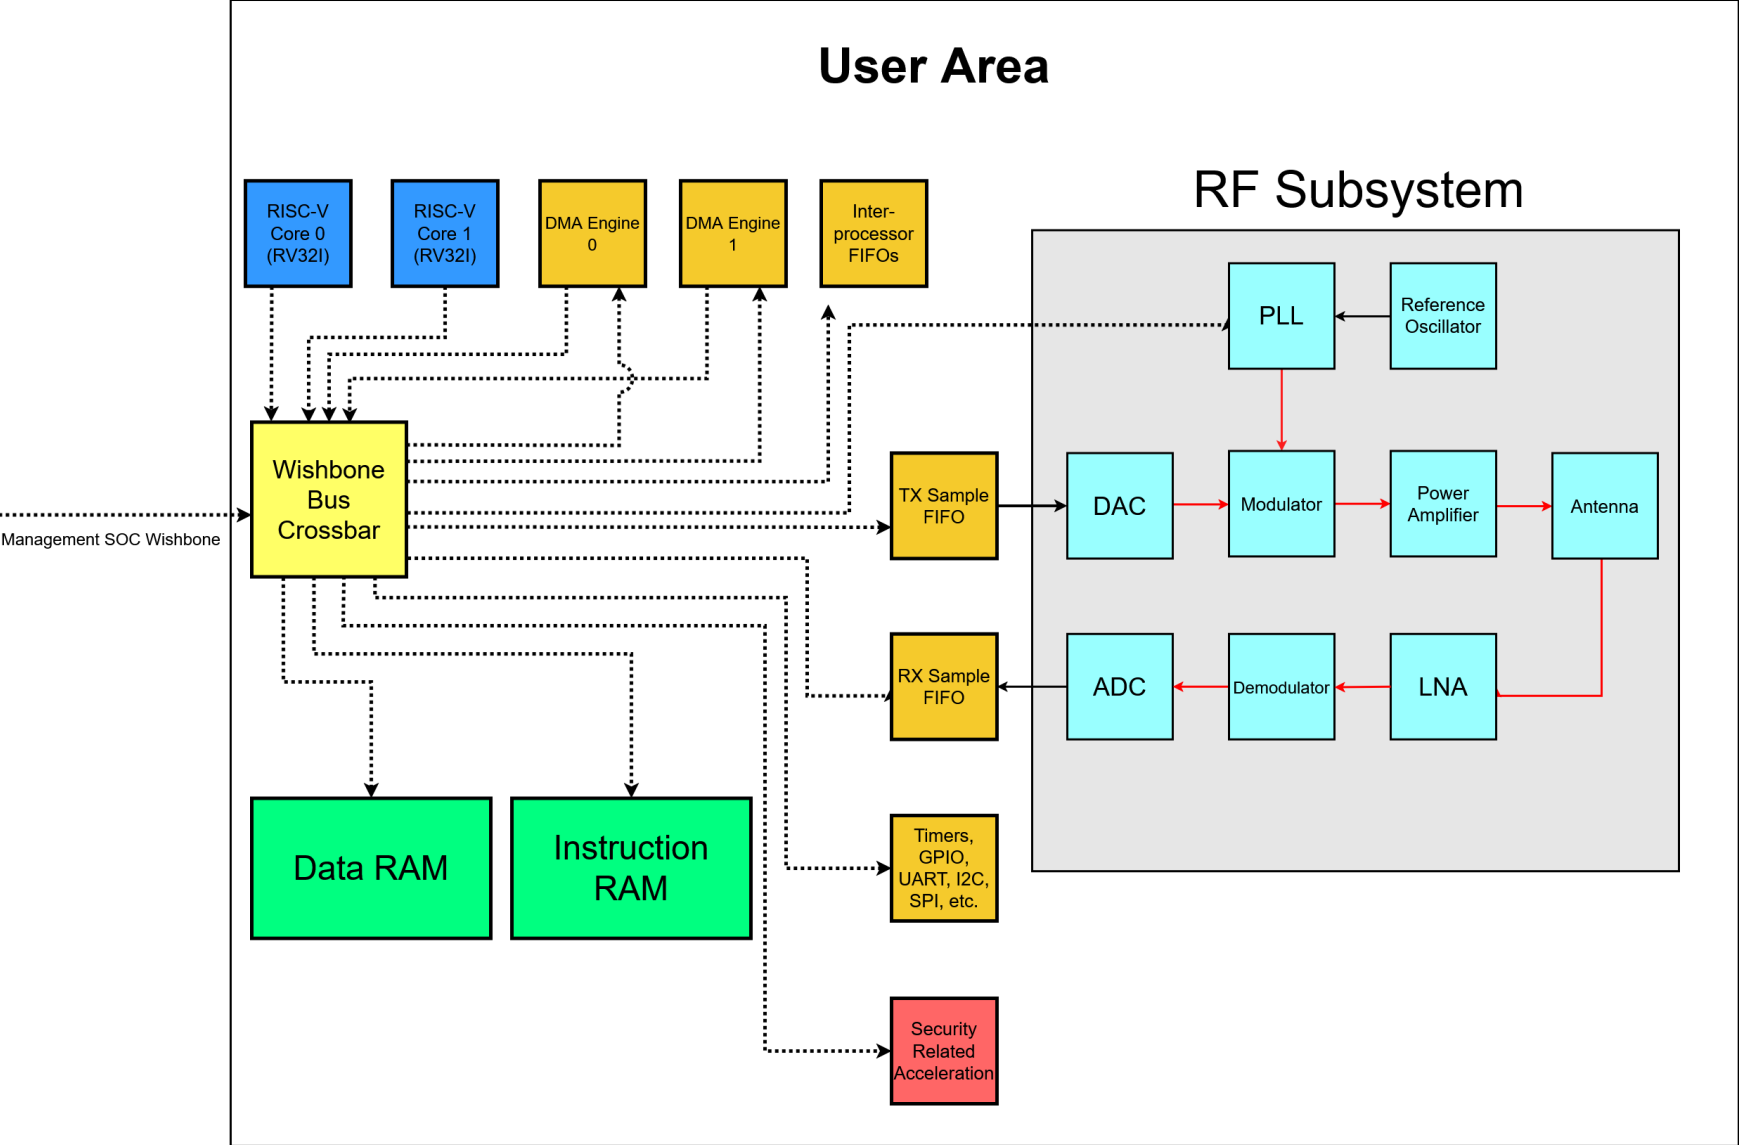 User Area
RF Subsystem
RISC-V
Core 0
(RV32I)
RISC-V
Core 1
(RV32I)
DMA Engine
0
DMA Engine
1
Inter-
processor
FIFOs
PLL
Reference
Oscillator
Wishbone
Bus
Crossbar
Management SOC Wishbone
TX Sample
FIFO
DAC
Modulator
Power
Amplifier
Antenna
RX Sample
FIFO
ADC
Demodulator
LNA
Data RAM
Instruction
RAM
Timers,
GPIO,
UART, I2C,
SPI, etc.
Security
Related
Acceleration